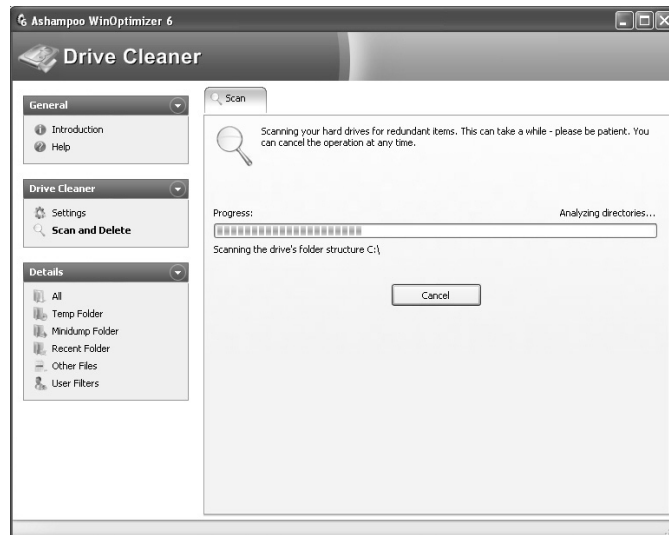 Ashampoo WinOptimizer 6
Drive Cleaner
General
Introduction
Help
Drive Cleaner
Settings
Scan and Delete
Details
All
Temp Folder
Minidump Folder
Recent Folder
Other Files
User Filters
Scan
Scanning your hard drives for redundant items. This can take a while - please be patient. You
can cancel the operation at any time.
Progress: Analyzing directories...
Scanning the drive's folder structure C:\
Cancel